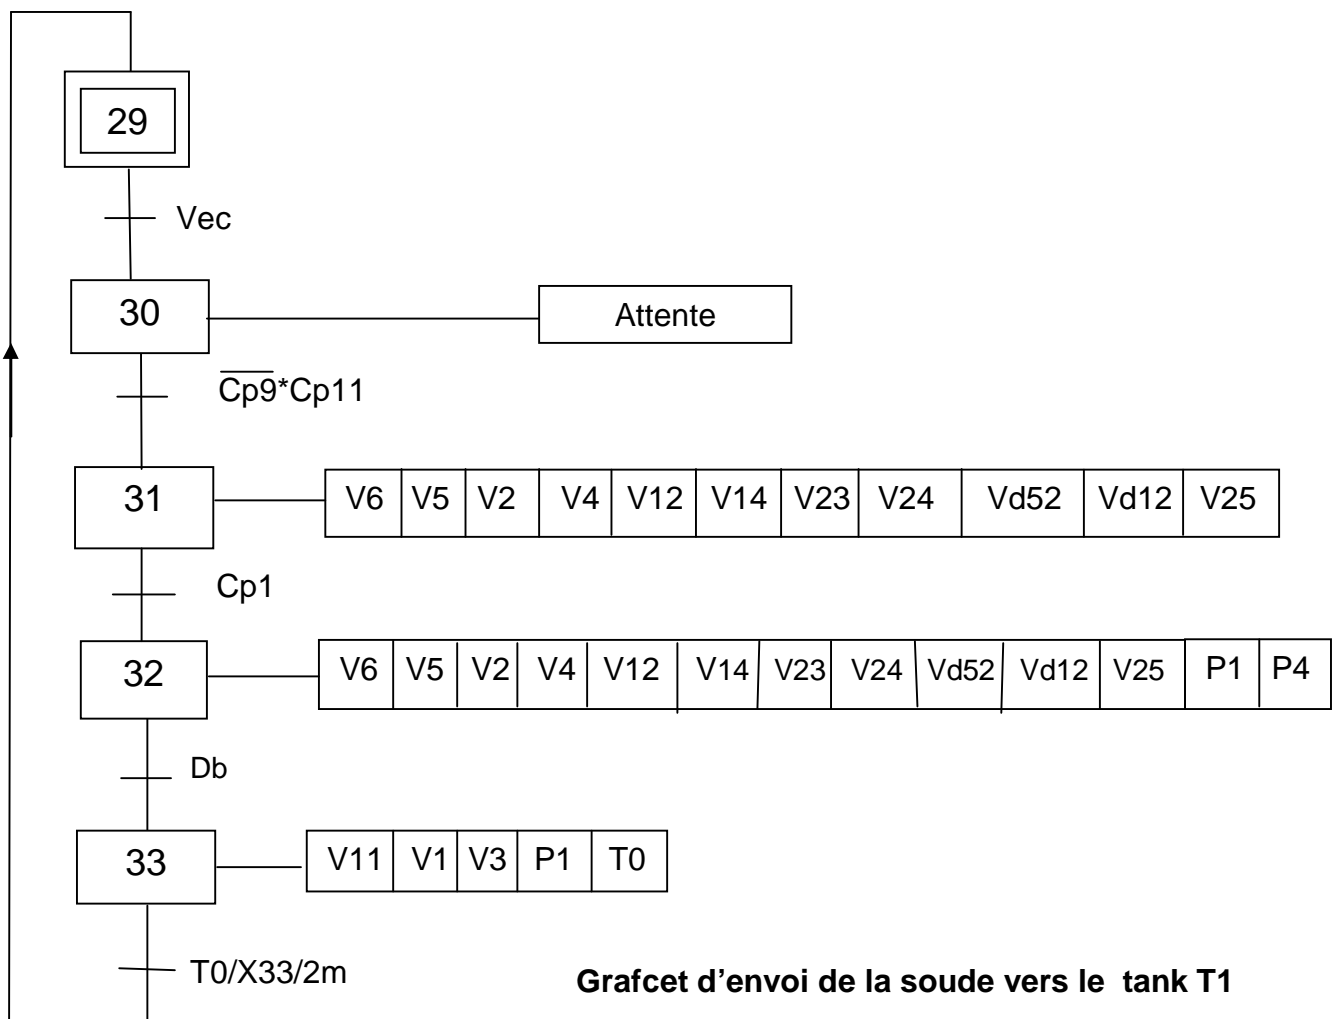 29
Vec
30 Attente
C̅p̅9̅*Cp11
31 V6 V5 V2 V4 V12 V14 V23 V24 Vd52 Vd12 V25
Cp1
32 V6 V5 V2 V4 V12 V14 V23 V24 Vd52 Vd12 V25 P1 P4
Db
33 V11 V1 V3 P1 T0
T0/X33/2m
Grafcet d'envoi de la soude vers le tank T1